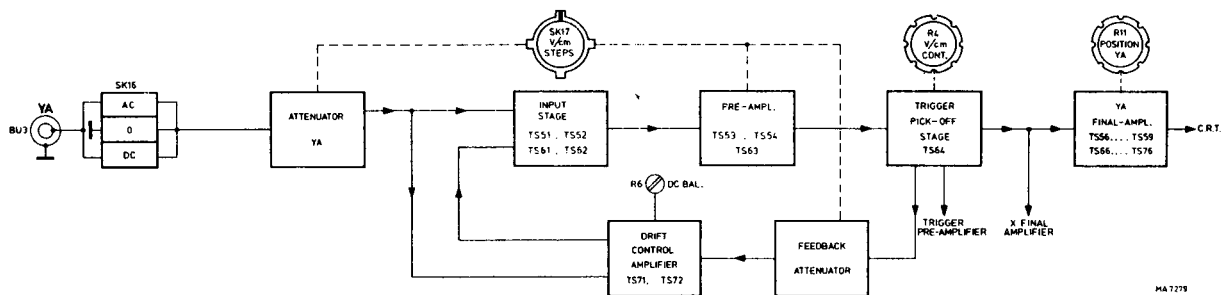 SK17
V/cm
STEPS
R4
V/cm
CONT.
R11
POSITION
YA
SK16
YA
BU3
AC
0
DC
ATTENUATOR
YA
INPUT
STAGE
TS51 , TS52
TS61 , TS62
PRE-AMPL.
TS53 , TS54
TS63
TRIGGER
PICK-OFF
STAGE
TS64
YA
FINAL-AMPL.
TS56....TS59
TS66....TS76
C.R.T.
R6
DC BAL.
TRIGGER
PRE-AMPLIFIER
X FINAL
AMPLIFIER
DRIFT
CONTROL
AMPLIFIER
TS71, TS72
FEEDBACK
ATTENUATOR
MA 7279